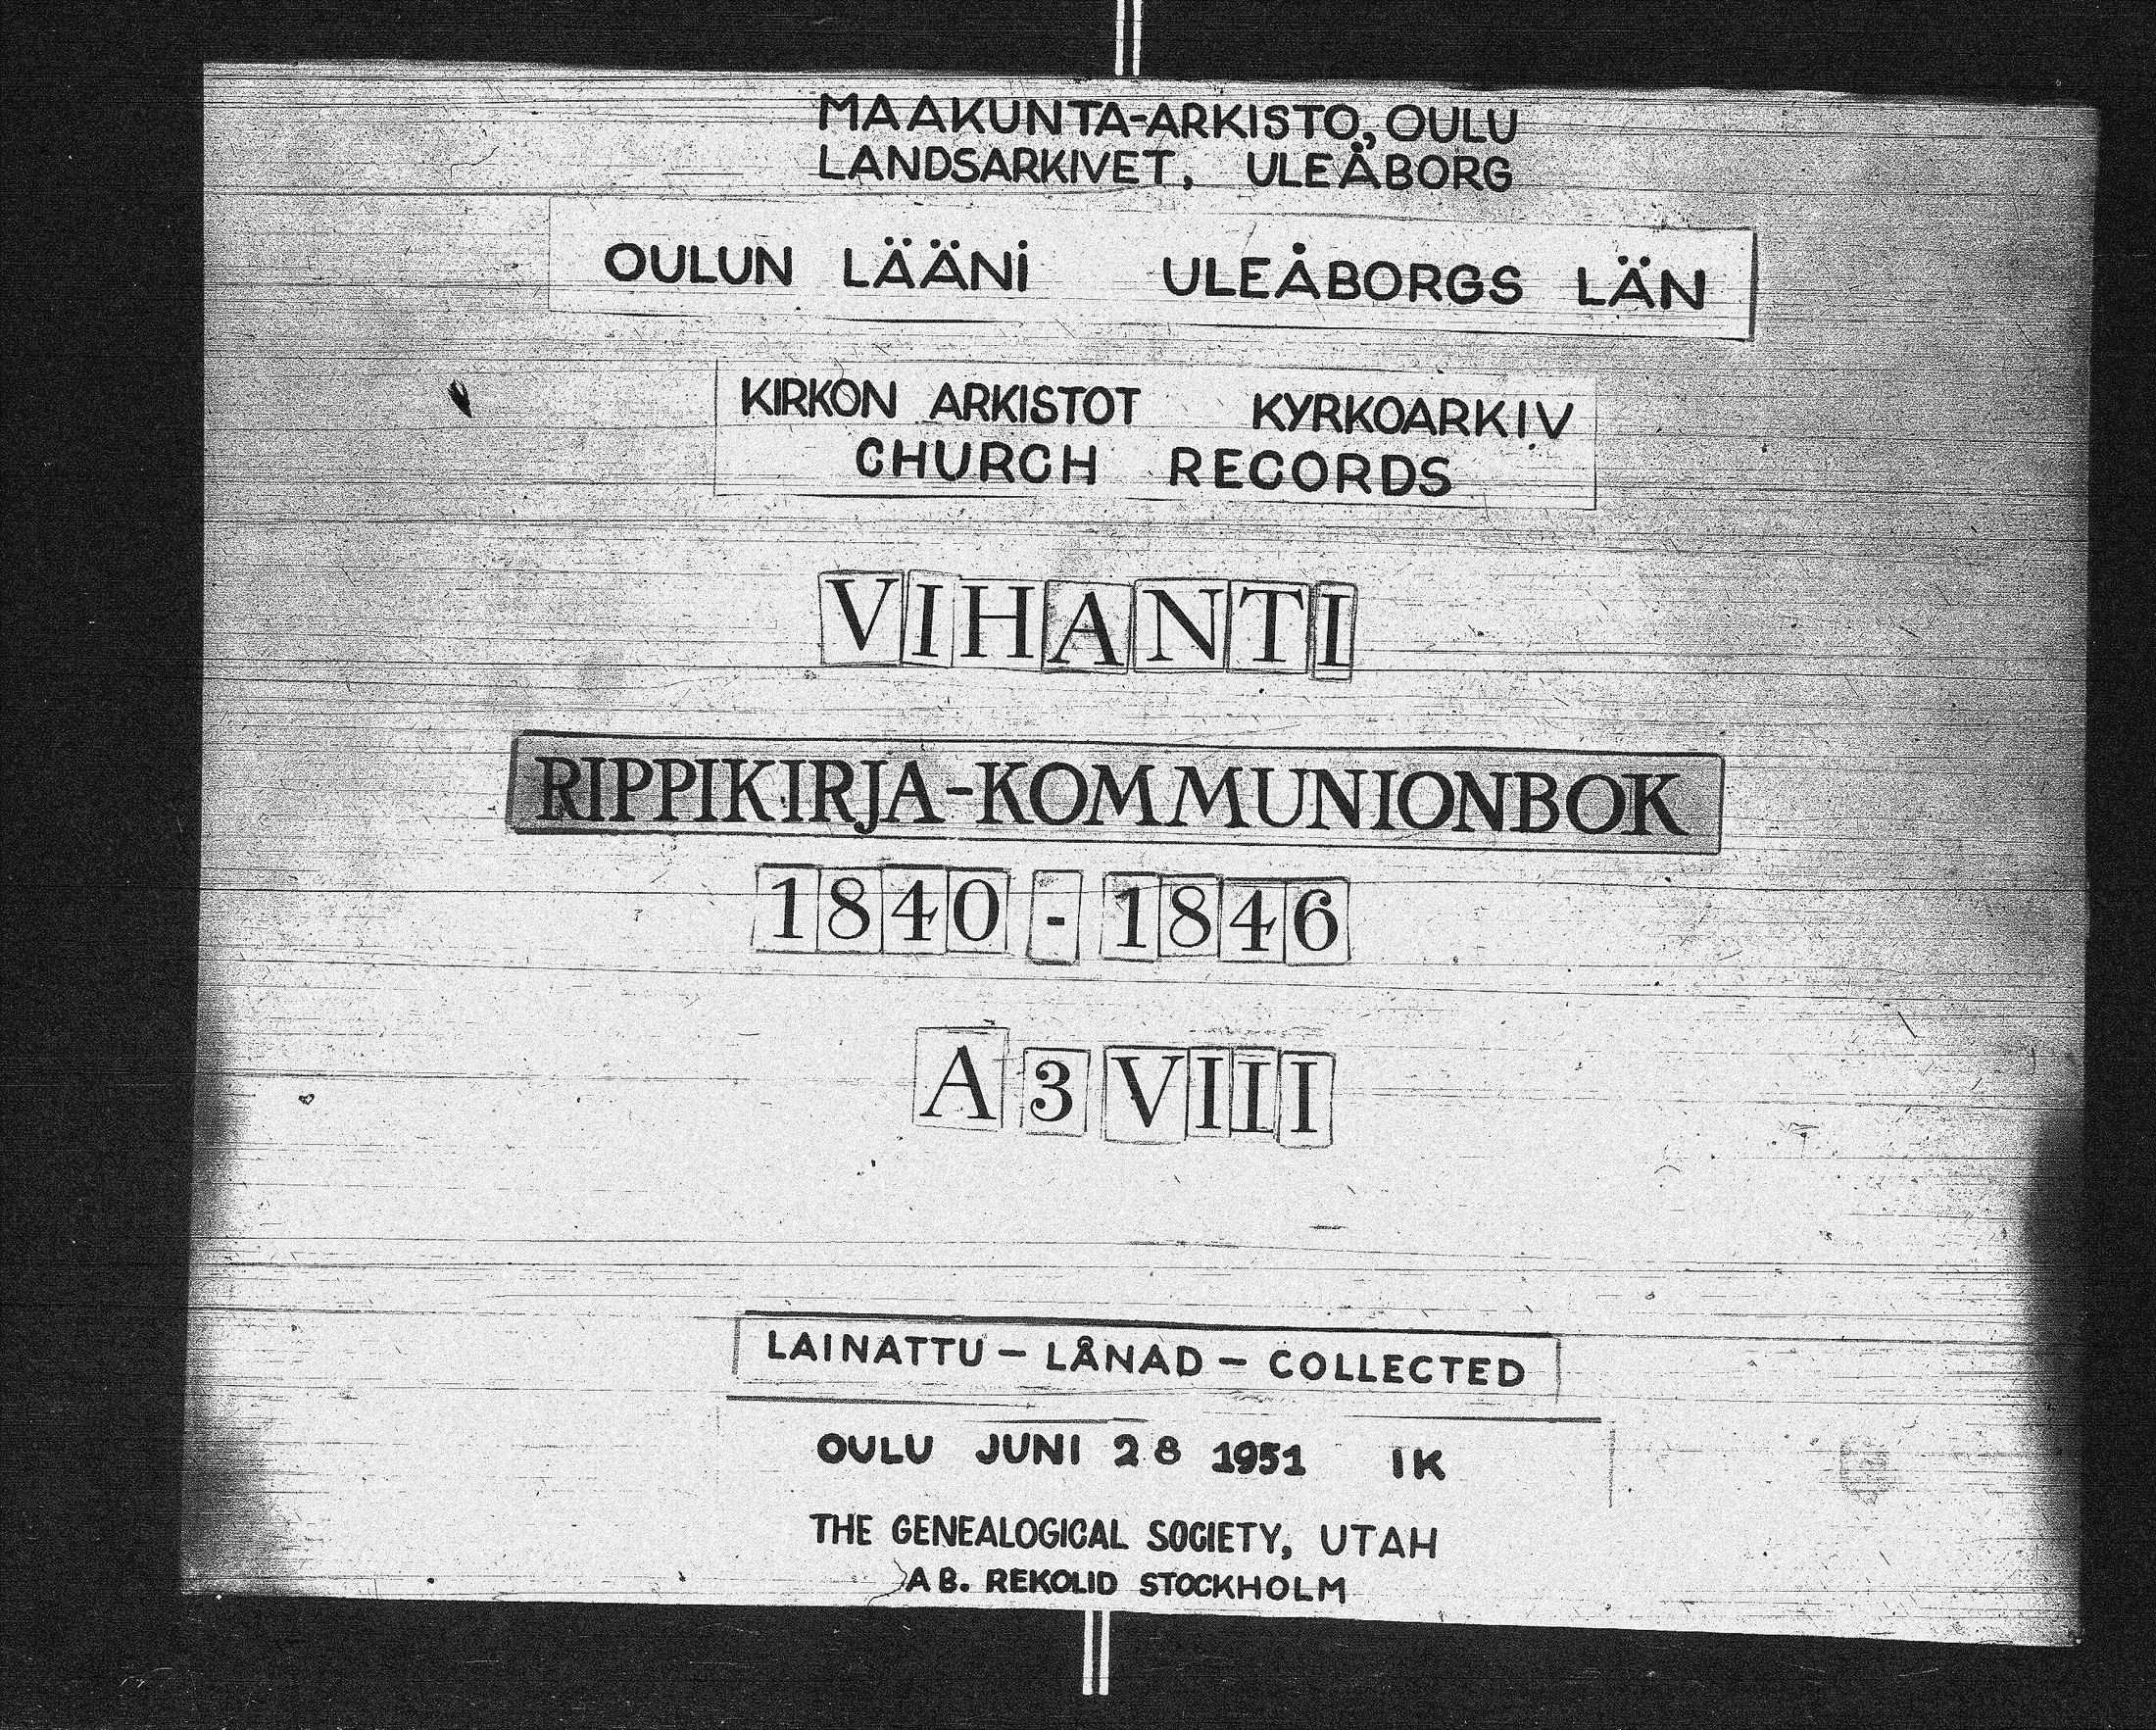 MAAKUNTA-ARKISTO, OULU
LANDSARKIVET, ULEÅBORG
OULUN LÄÄNI ULEÅBORGS LÄN
KIRKON ARKISTOT KYRKOARKIV
CHURCH RECORDS
VIHANTI
RIPPIKIRJA-KOMMUNIONBOK
1840 - 1846
A 3 VIII
LAINATTU — LÅNAD — COLLECTED
OULU JUNI 28 1951 IK
THE GENEALOGICAL SOCIETY, UTAH
AB. REKOLID STOCKHOLM